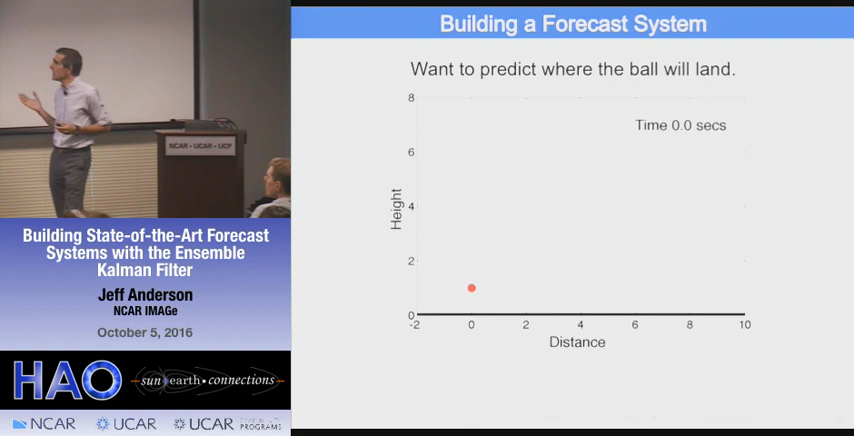 NCAR • UCAR • UCP
Building State-of-the-Art Forecast
Systems with the Ensemble
Kalman Filter
Jeff Anderson
NCAR IMAGe
October 5, 2016
HAO
sun earth • connections
NCAR
UCAR
UCAR
PROGRAMS
Building a Forecast System
Want to predict where the ball will land.
Time 0.0 secs
Height
8
6
4
2
0
-2 0 2 4 6 8 10
Distance